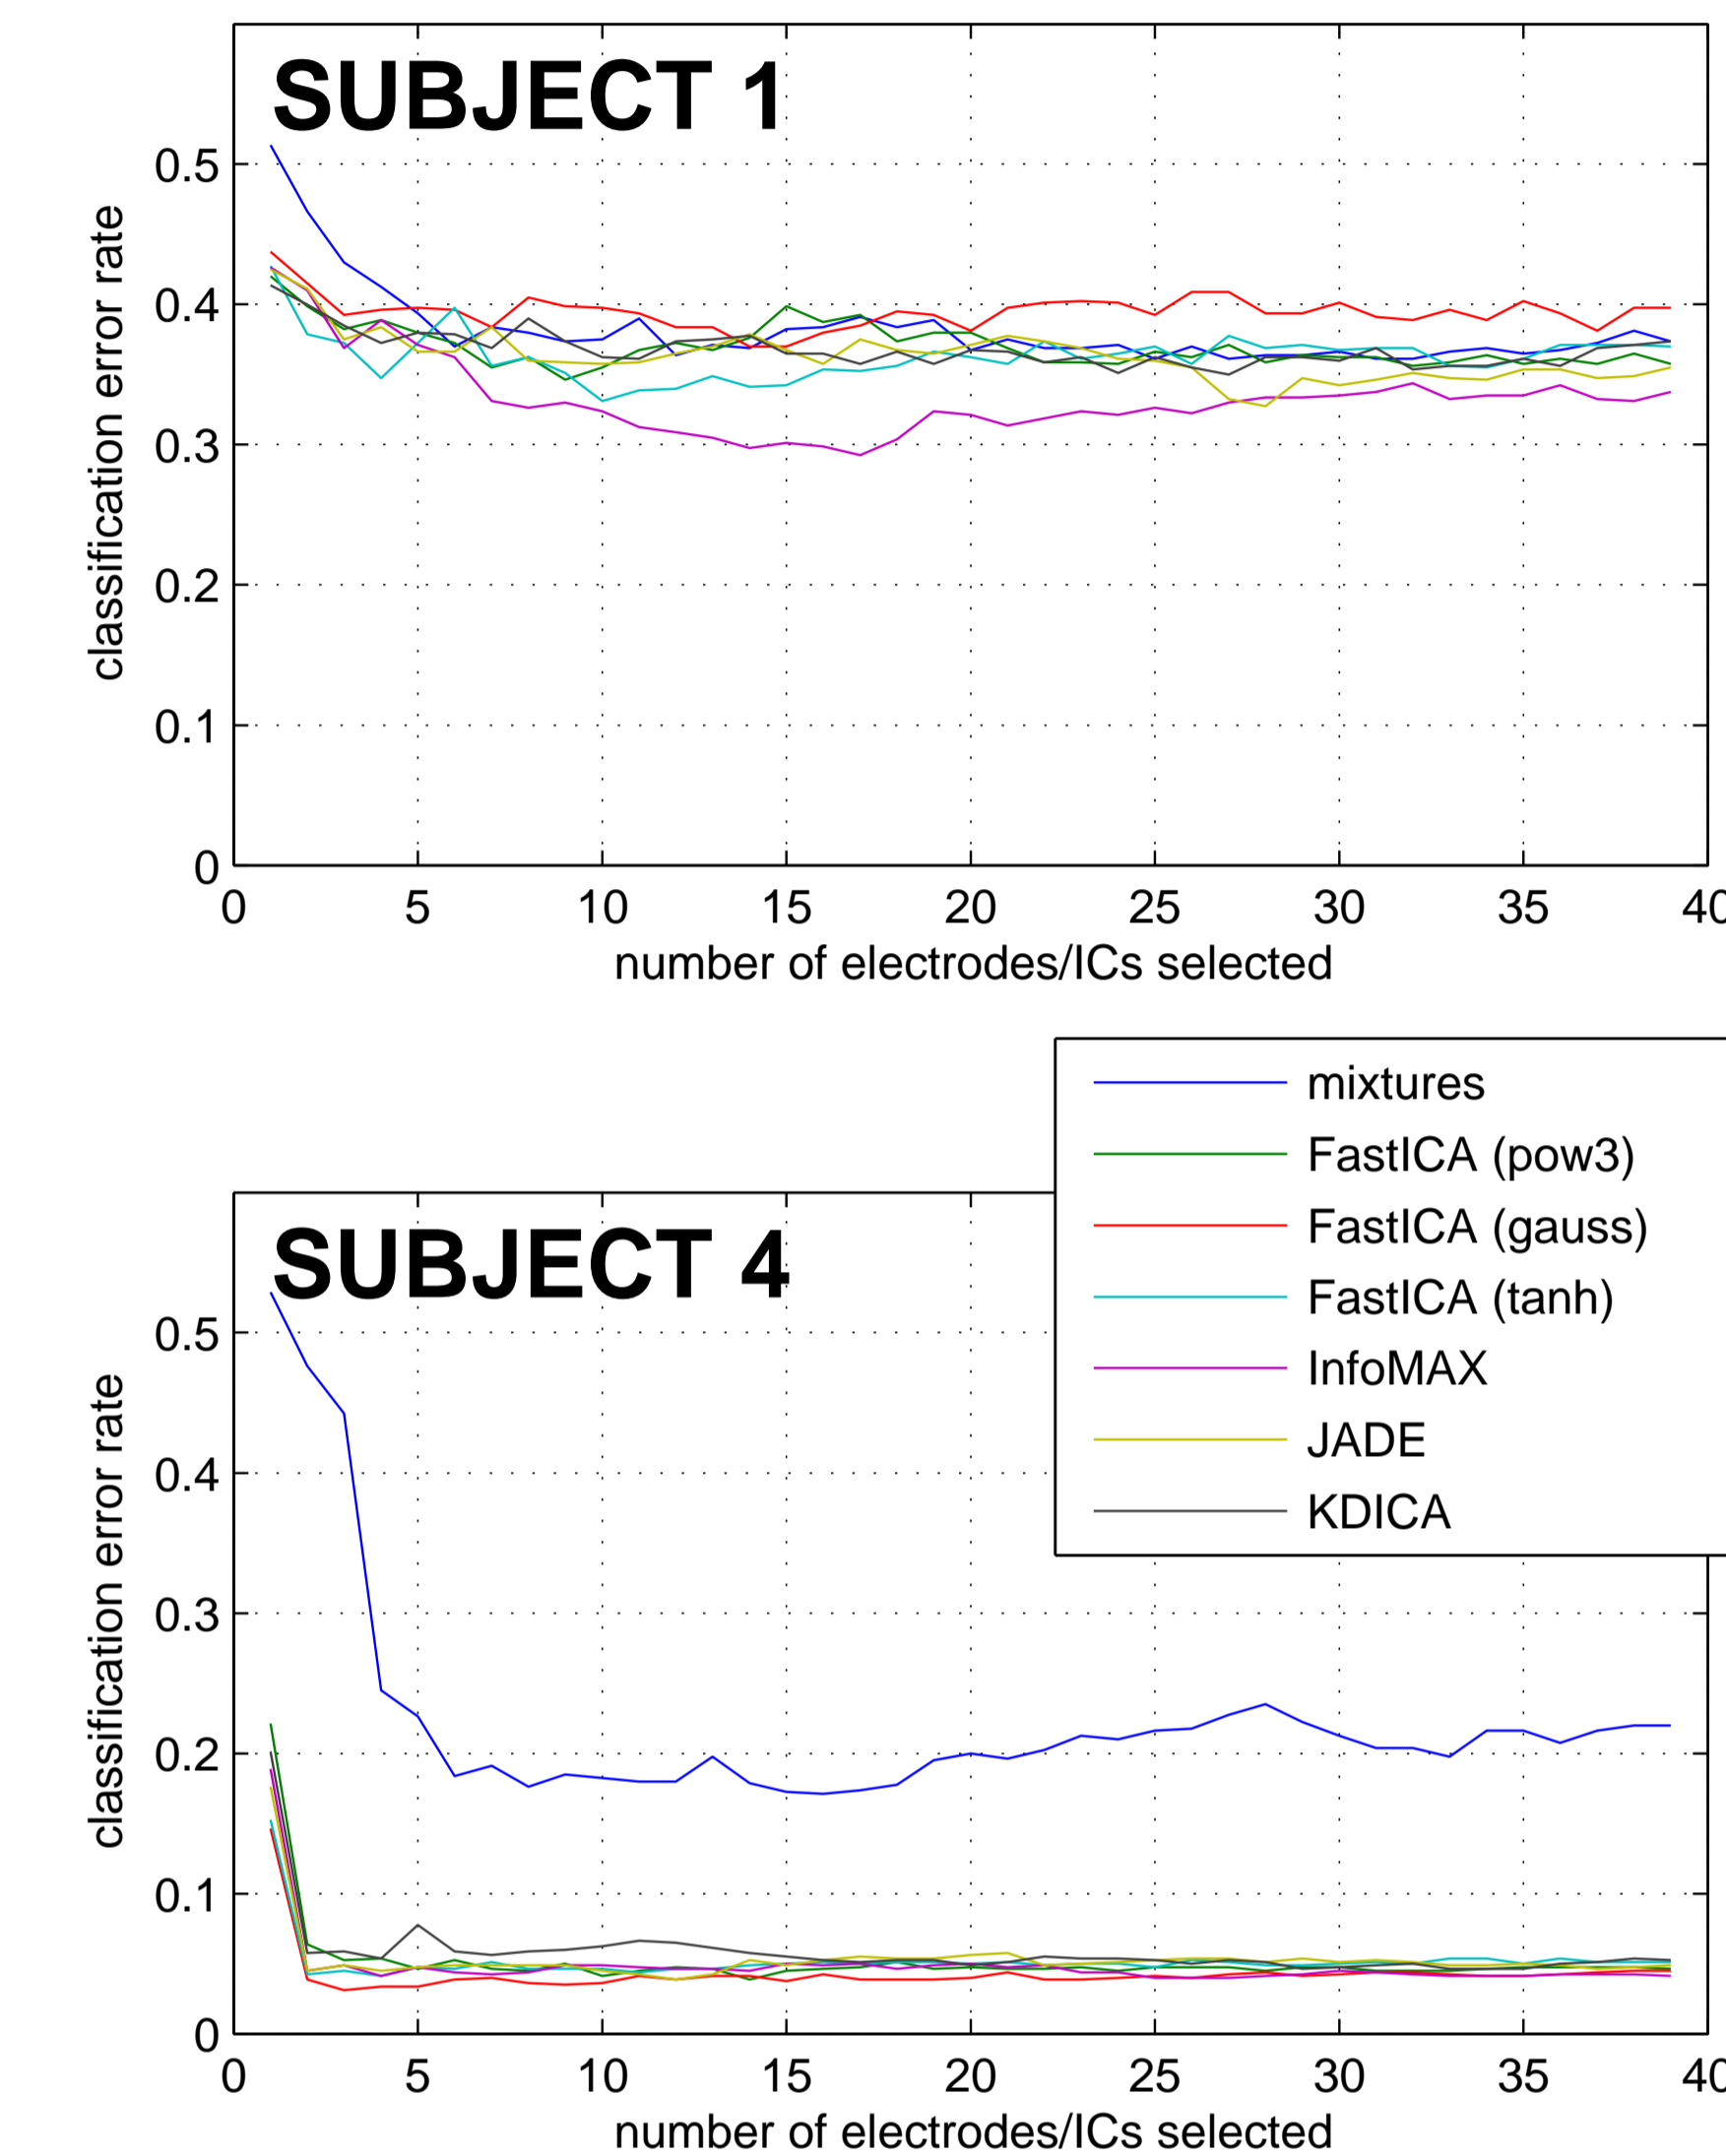 SUBJECT 1
0.5
0.4
0.3
0.2
0.1
0
classification error rate
0 5 10 15 20 25 30 35 40
number of electrodes/ICs selected
mixtures
FastICA (pow3)
FastICA (gauss)
FastICA (tanh)
InfoMAX
JADE
KDICA
SUBJECT 4
0.5
0.4
0.3
0.2
0.1
0
classification error rate
0 5 10 15 20 25 30 35 40
number of electrodes/ICs selected